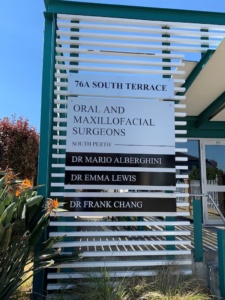 76A SOUTH TERRACE
ORAL AND
MAXILLOFACIAL
SURGEONS
SOUTH PERTH
DR MARIO ALBERGHINI
DR EMMA LEWIS
DR FRANK CHANG